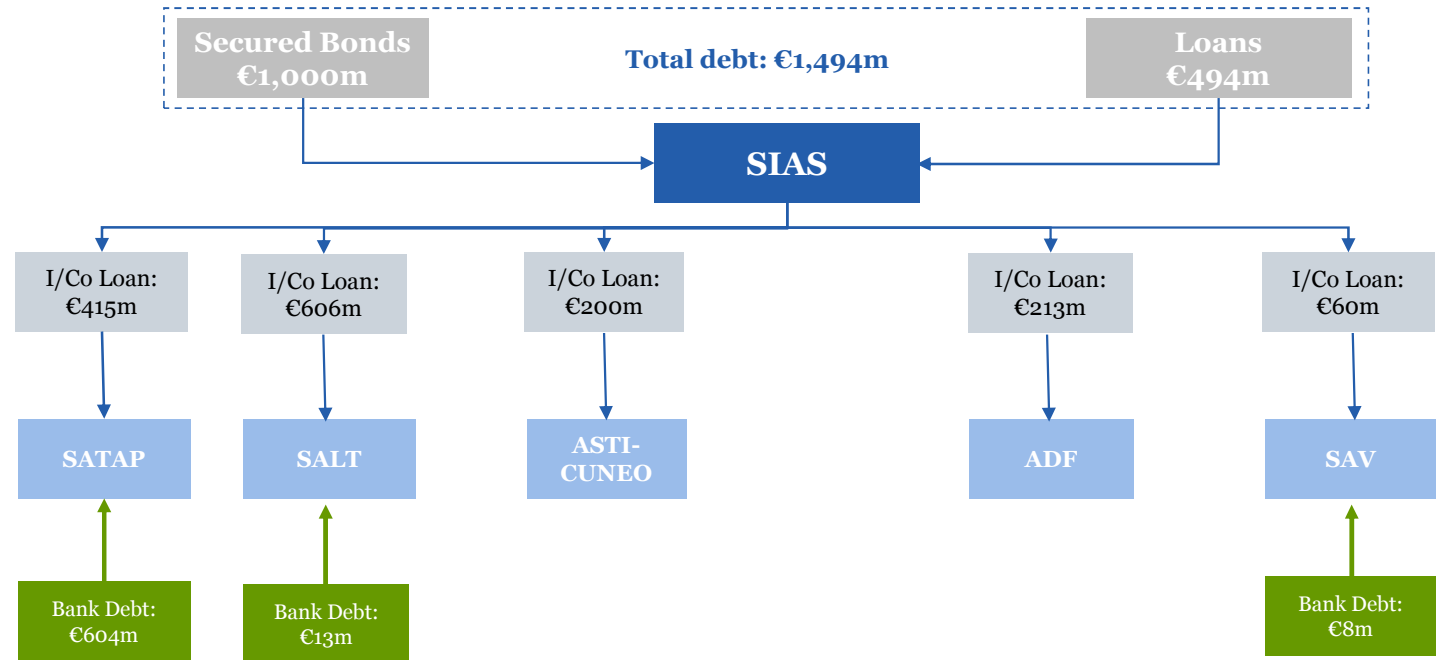 Secured Bonds
€1,000m
Total debt: €1,494m
Loans
€494m
SIAS
I/Co Loan:
€415m
I/Co Loan:
€606m
I/Co Loan:
€200m
I/Co Loan:
€213m
I/Co Loan:
€60m
SATAP
SALT
ASTI-
CUNEO
ADF
SAV
Bank Debt:
€604m
Bank Debt:
€13m
Bank Debt:
€8m